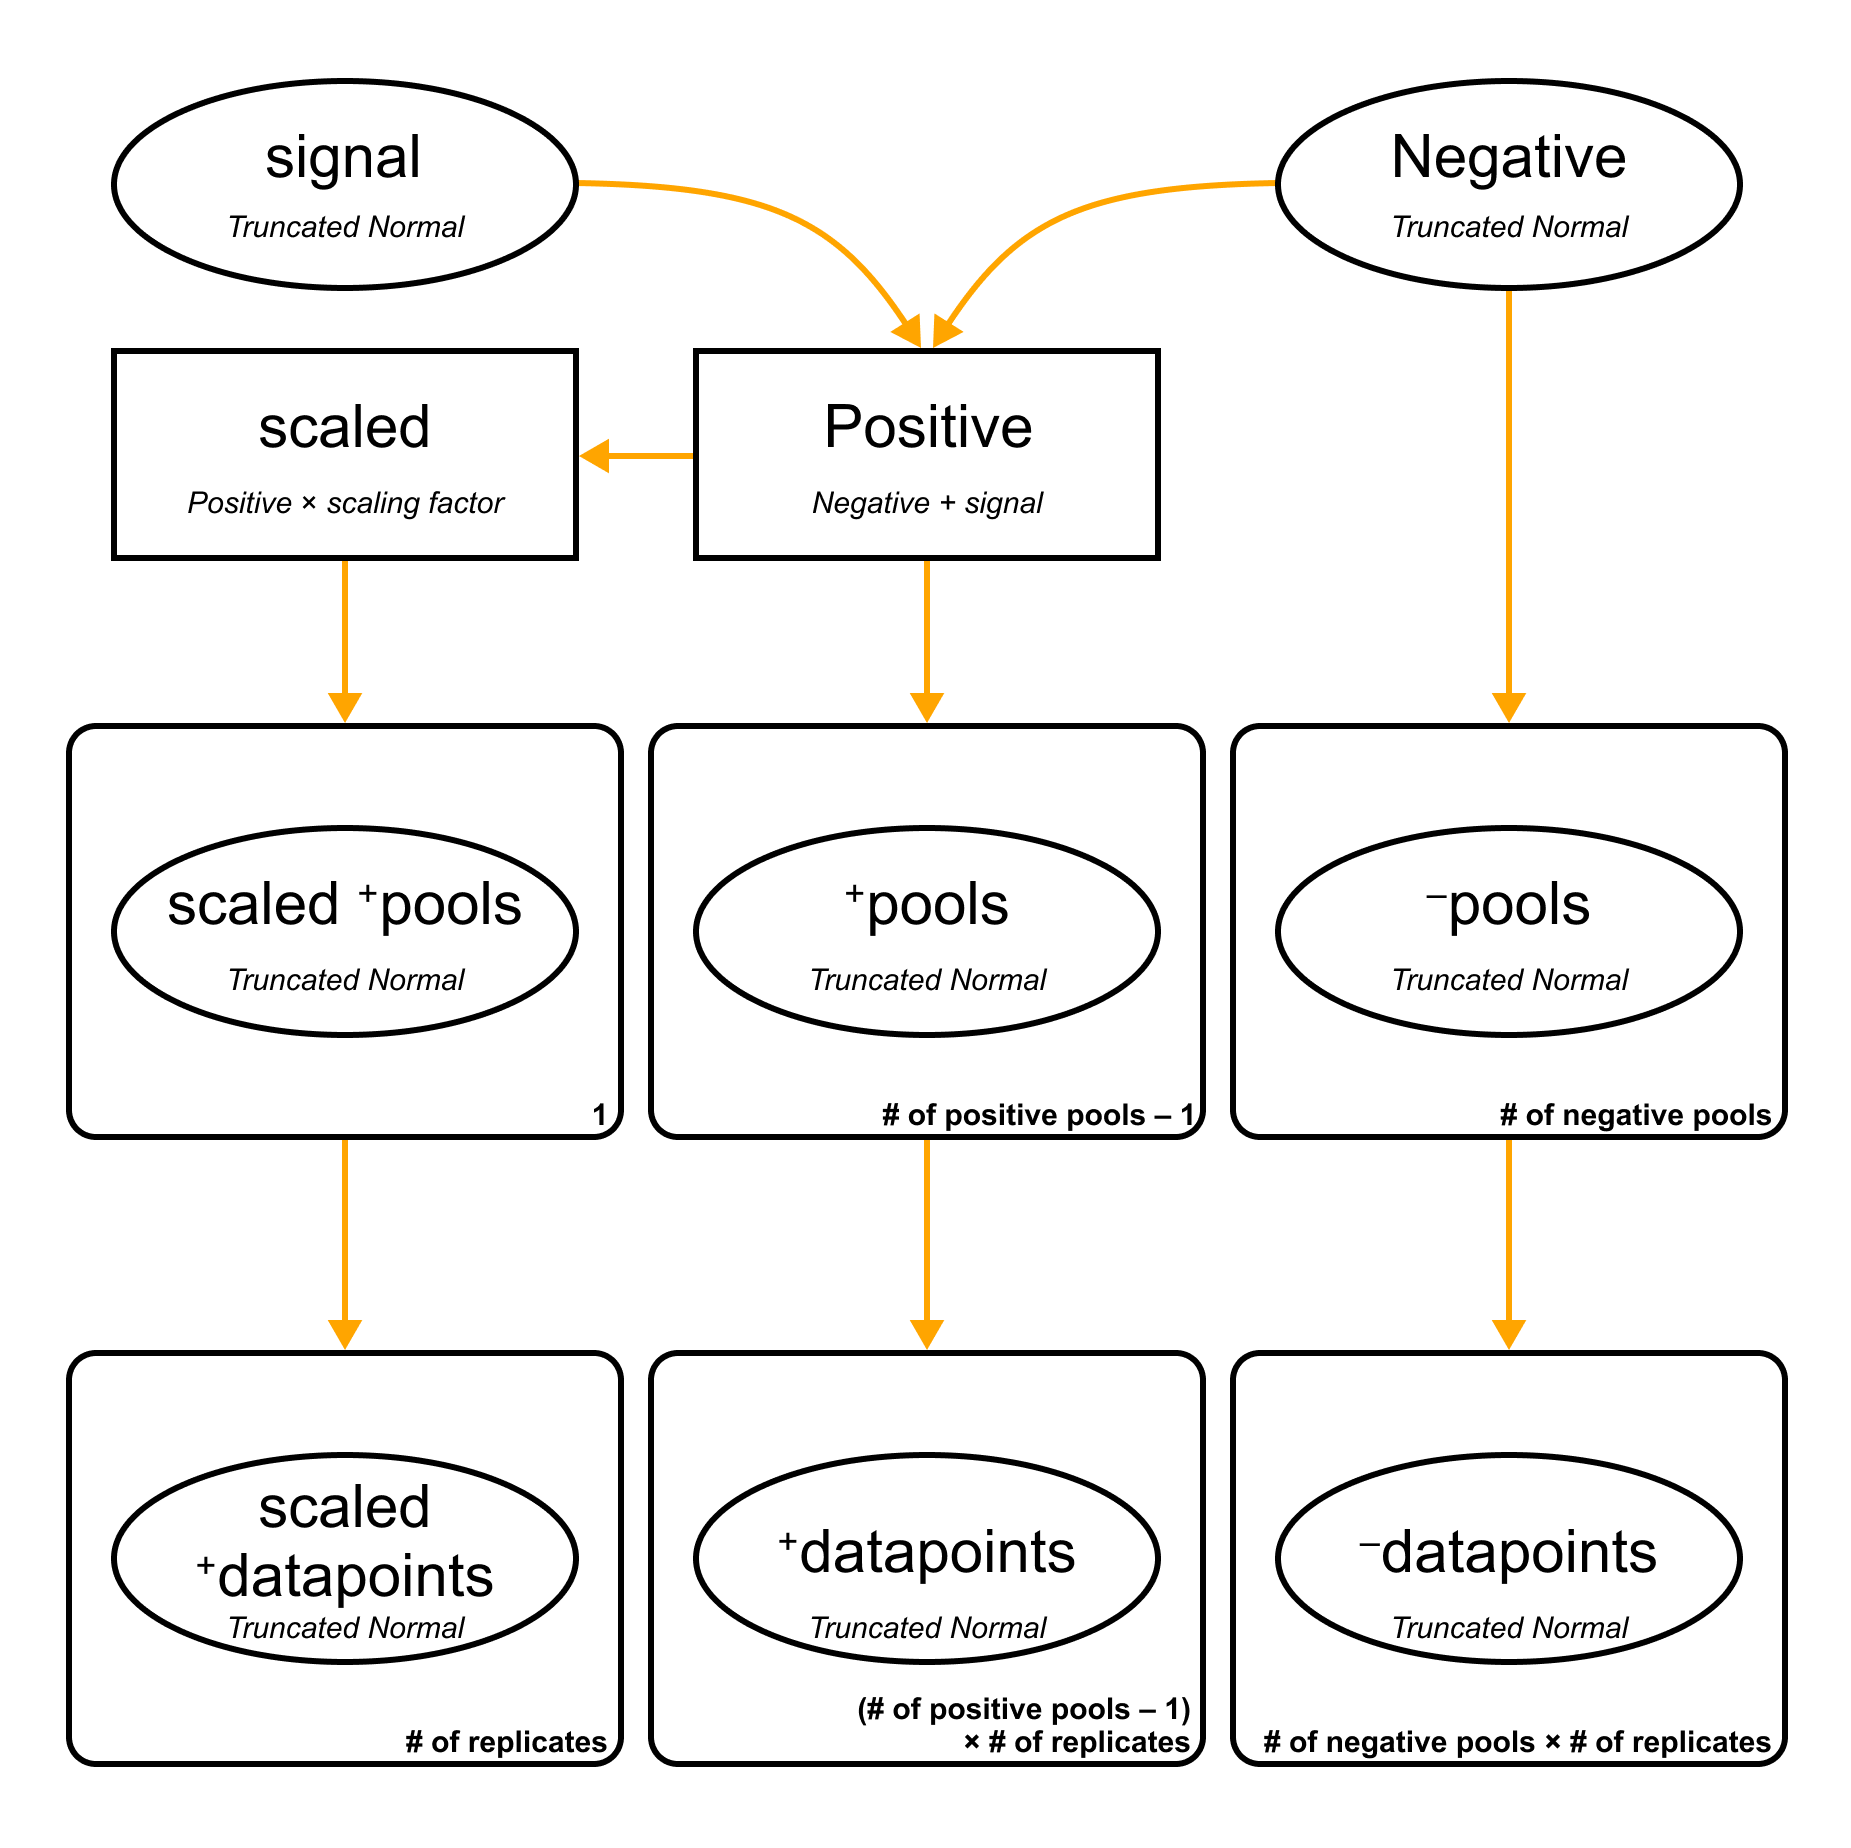 signal
Truncated Normal
Negative
Truncated Normal
scaled
Positive × scaling factor
Positive
Negative + signal
scaled ⁺pools
Truncated Normal
1
⁺pools
Truncated Normal
# of positive pools – 1
⁻pools
Truncated Normal
# of negative pools
scaled
⁺datapoints
Truncated Normal
# of replicates
⁺datapoints
Truncated Normal
(# of positive pools – 1)
× # of replicates
⁻datapoints
Truncated Normal
# of negative pools × # of replicates